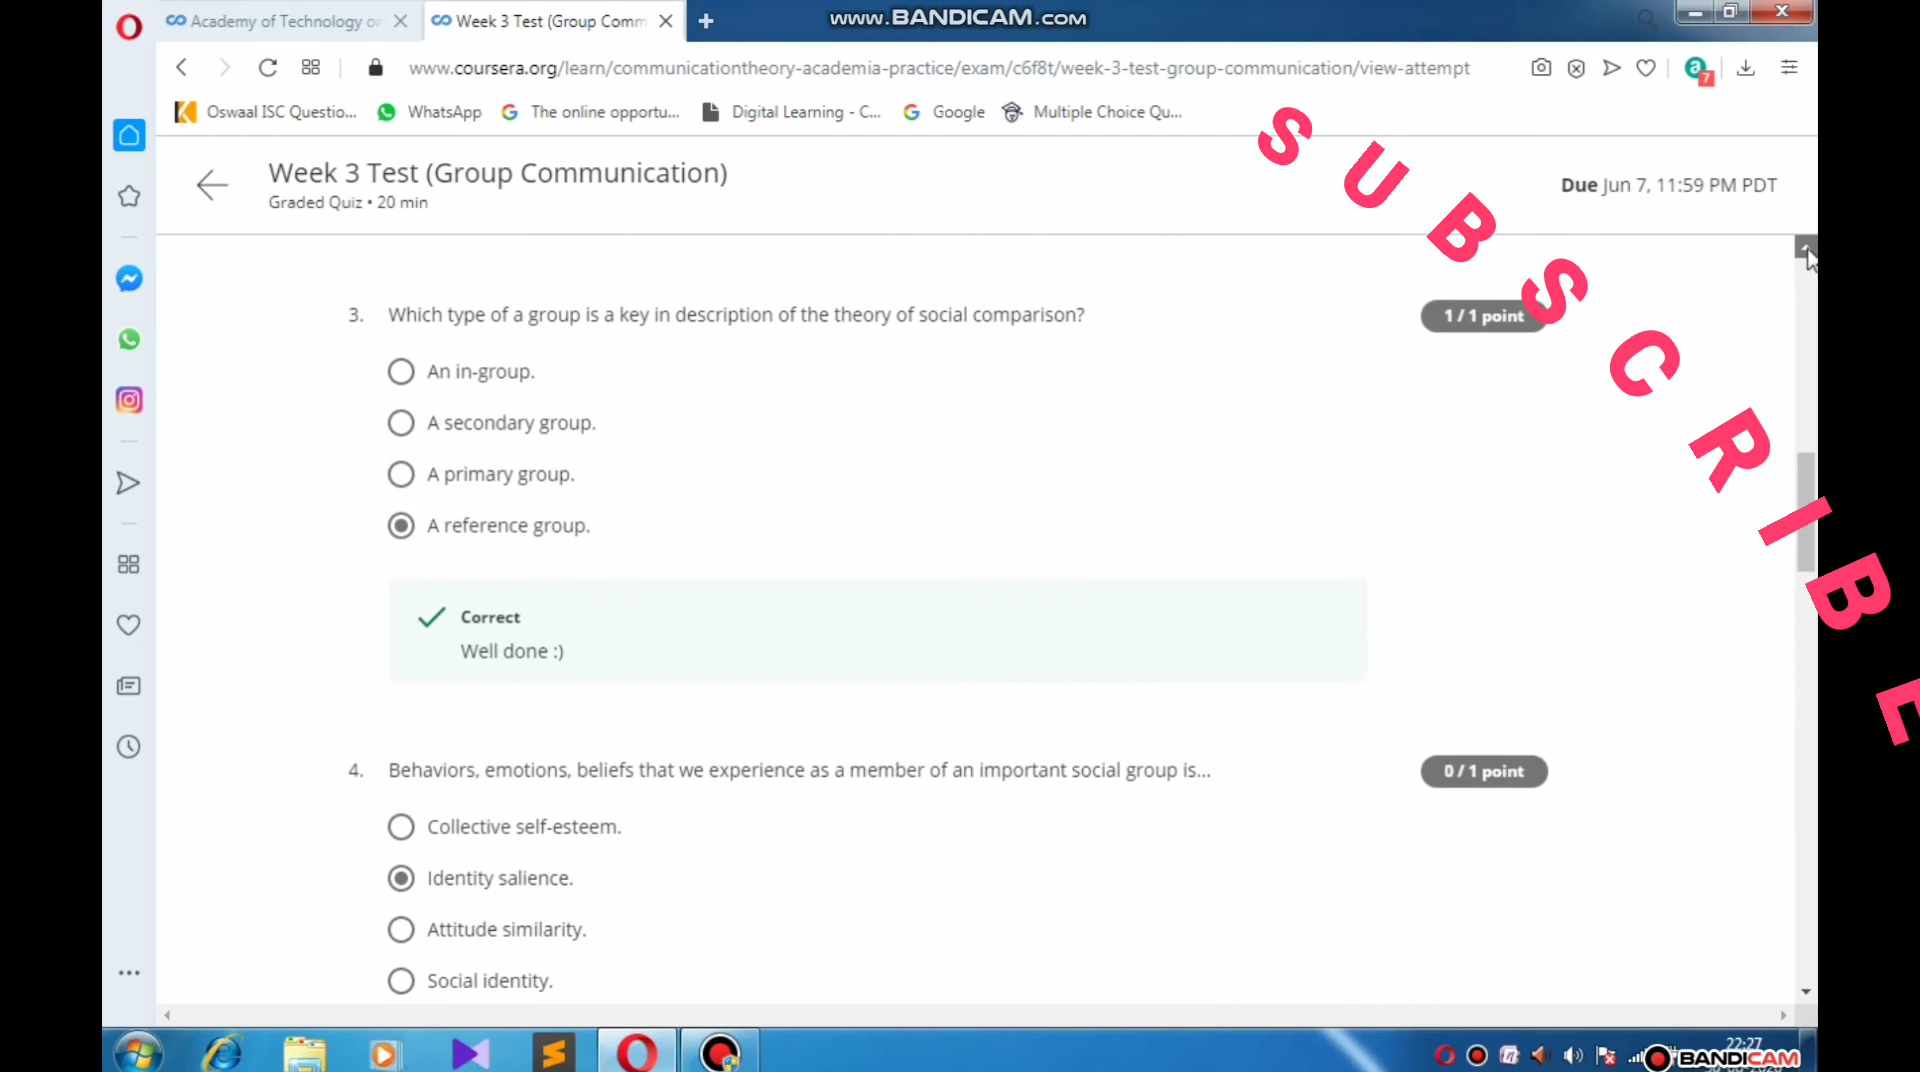 www.BANDICAM.com
Academy of Technology or
Week 3 Test (Group Comm
www.coursera.org/learn/communicationtheory-academia-practice/exam/c6f8t/week-3-test-group-communication/view-attempt
7
Oswaal ISC Questio...
WhatsApp
The online opportu...
Digital Learning - C...
Google
Multiple Choice Qu...
Week 3 Test (Group Communication)
Graded Quiz • 20 min
Due Jun 7, 11:59 PM PDT
SUBSCRIBE
3. Which type of a group is a key in description of the theory of social comparison?
1 / 1 point
An in-group.
A secondary group.
A primary group.
A reference group.
Correct
Well done :)
4. Behaviors, emotions, beliefs that we experience as a member of an important social group is...
0 / 1 point
Collective self-esteem.
Identity salience.
Attitude similarity.
Social identity.
22:27
BANDICAM